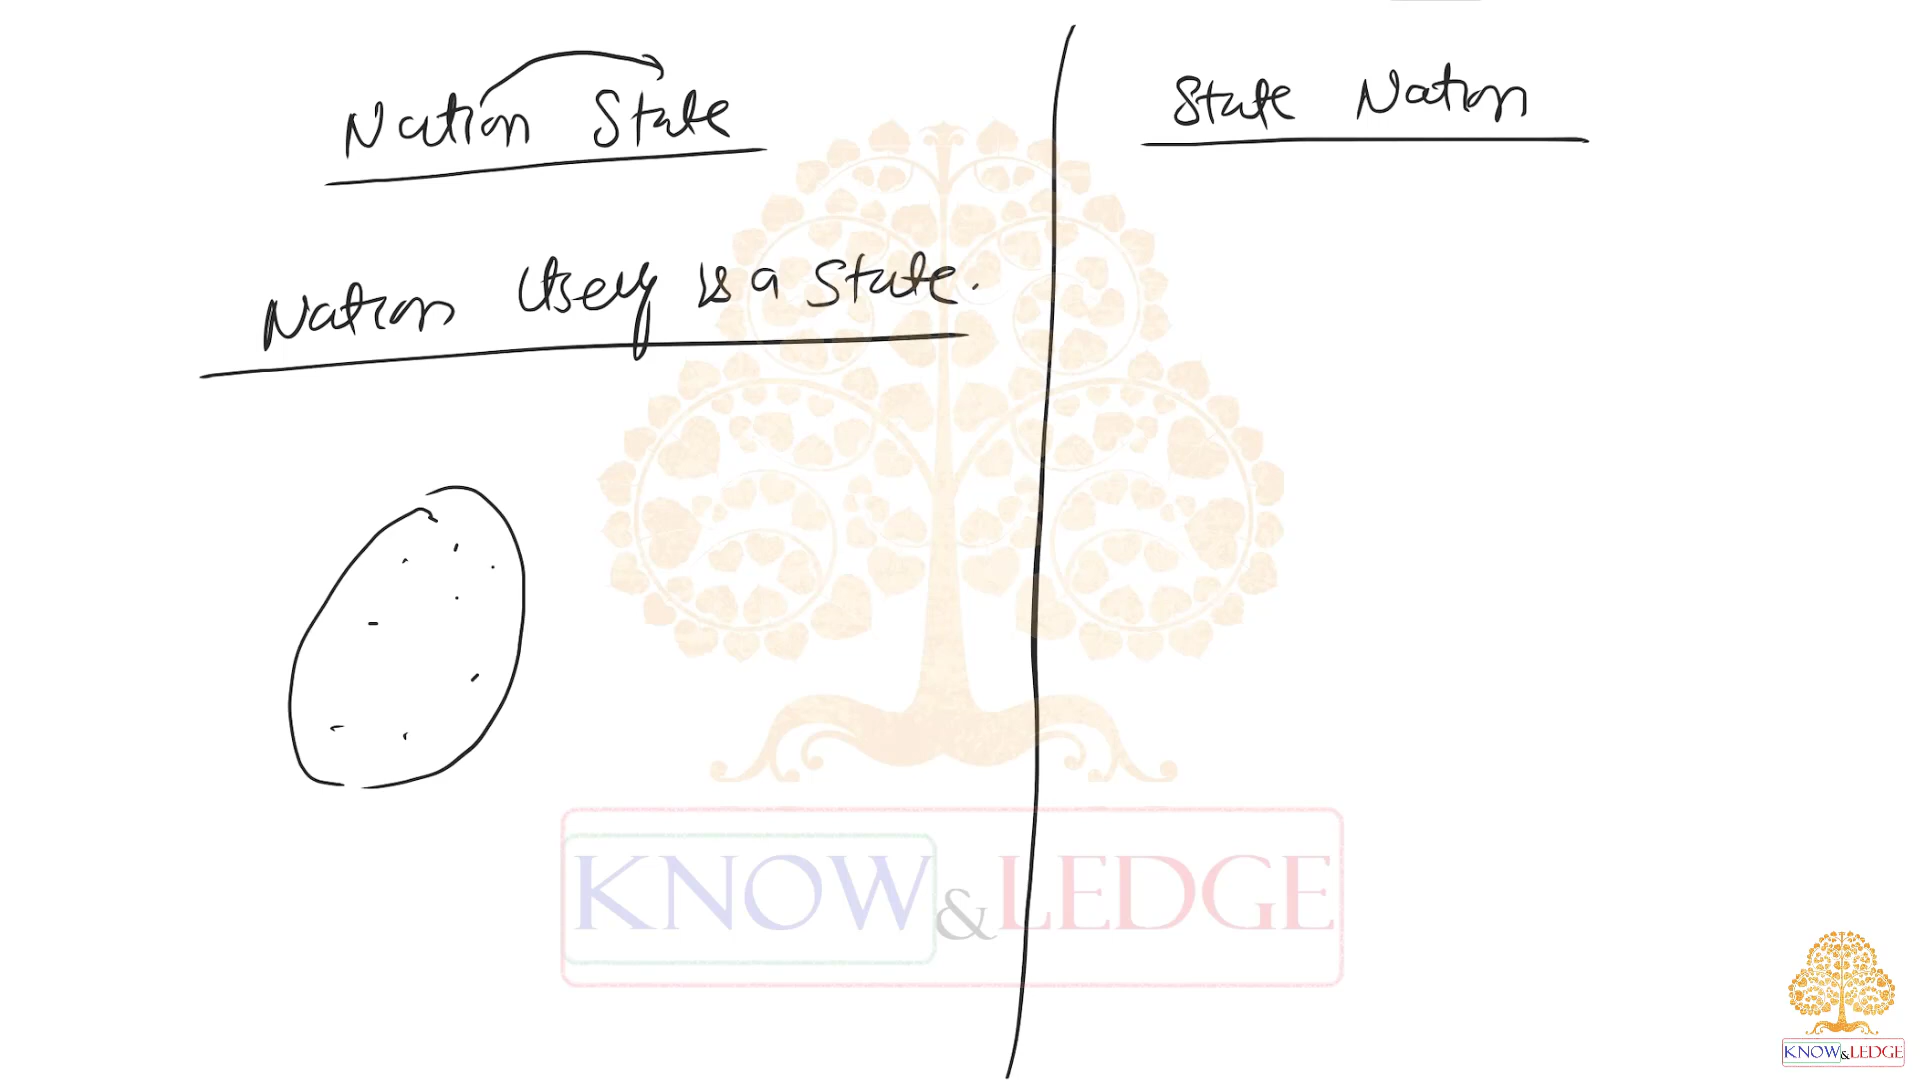 Nation State
Nation itself is a State.
State Nation
KNOW&LEDGE
KNOW&LEDGE